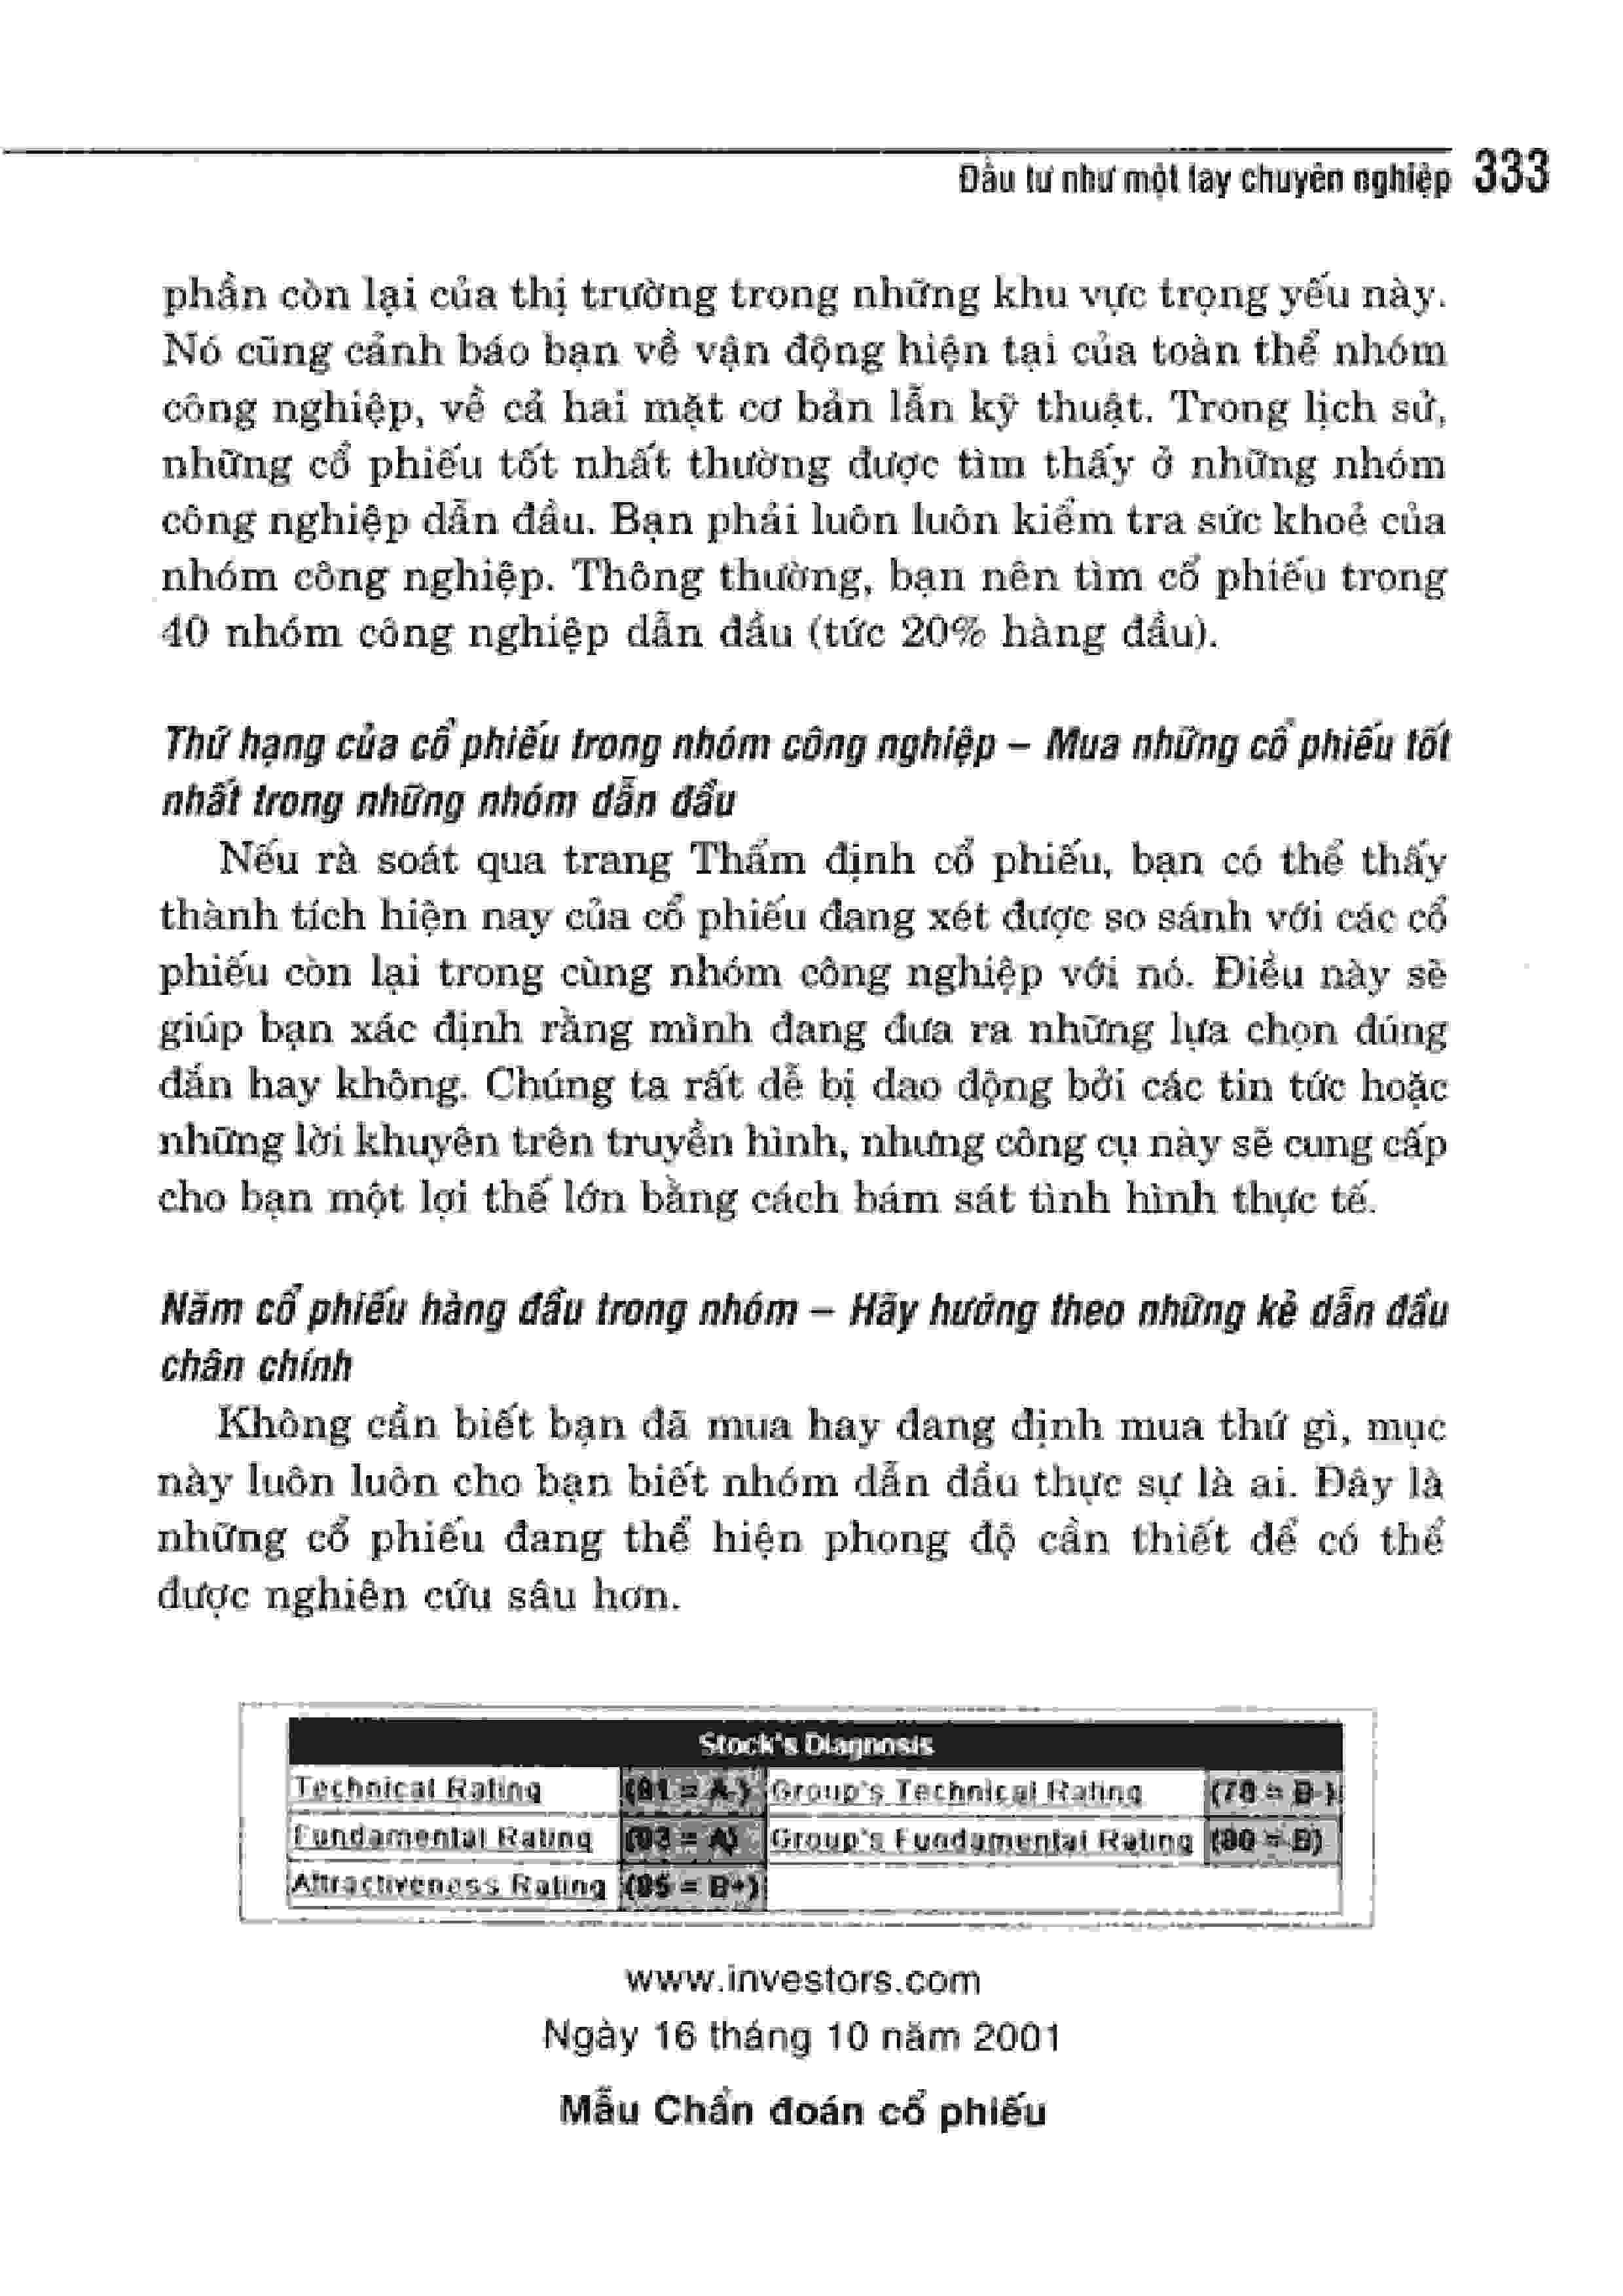 Đầu tư như một tay chuyên nghiệp 333
phần còn lại của thị trường trong những khu vực trọng yếu này.
Nó cũng cảnh báo bạn về vận động hiện tại của toàn thể nhóm
công nghiệp, về cả hai mặt cơ bản lẫn kỹ thuật. Trong lịch sử,
những cổ phiếu tốt nhất thường được tìm thấy ở những nhóm
công nghiệp dẫn đầu. Bạn phải luôn luôn kiểm tra sức khoẻ của
nhóm công nghiệp. Thông thường, bạn nên tìm cổ phiếu trong
40 nhóm công nghiệp dẫn đầu (tức 20% hàng đầu).
Thứ hạng của cổ phiếu trong nhóm công nghiệp – Mua những cổ phiếu tốt
nhất trong những nhóm dẫn đầu
Nếu rà soát qua trang Thẩm định cổ phiếu, bạn có thể thấy
thành tích hiện nay của cổ phiếu đang xét được so sánh với các cổ
phiếu còn lại trong cùng nhóm công nghiệp với nó. Điều này sẽ
giúp bạn xác định rằng mình đang đưa ra những lựa chọn đúng
đắn hay không. Chúng ta rất dễ bị dao động bởi các tin tức hoặc
những lời khuyên trên truyền hình, nhưng công cụ này sẽ cung cấp
cho bạn một lợi thế lớn bằng cách bám sát tình hình thực tế.
Năm cổ phiếu hàng đầu trong nhóm – Hãy hướng theo những kẻ dẫn đầu
chân chính
Không cần biết bạn đã mua hay đang định mua thứ gì, mục
này luôn luôn cho bạn biết nhóm dẫn đầu thực sự là ai. Đây là
những cổ phiếu đang thể hiện phong độ cần thiết để có thể
được nghiên cứu sâu hơn.
Stock's Diagnosis
Technical Rating Group's Technical Rating
Fundamental Rating Group's Fundamental Rating
Attractiveness Rating
www.investors.com
Ngày 16 tháng 10 năm 2001
Mẫu Chẩn đoán cổ phiếu